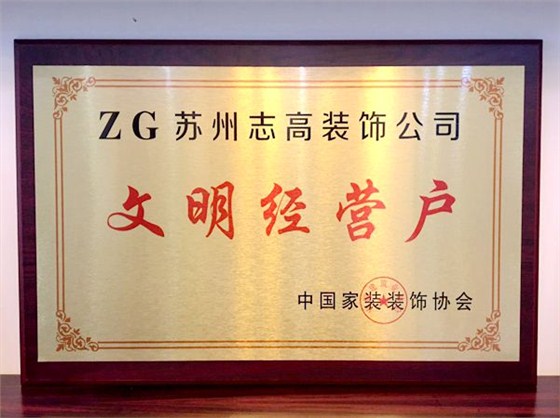 ZG 苏州志高装饰公司
文明经营户
中国家装装饰协会